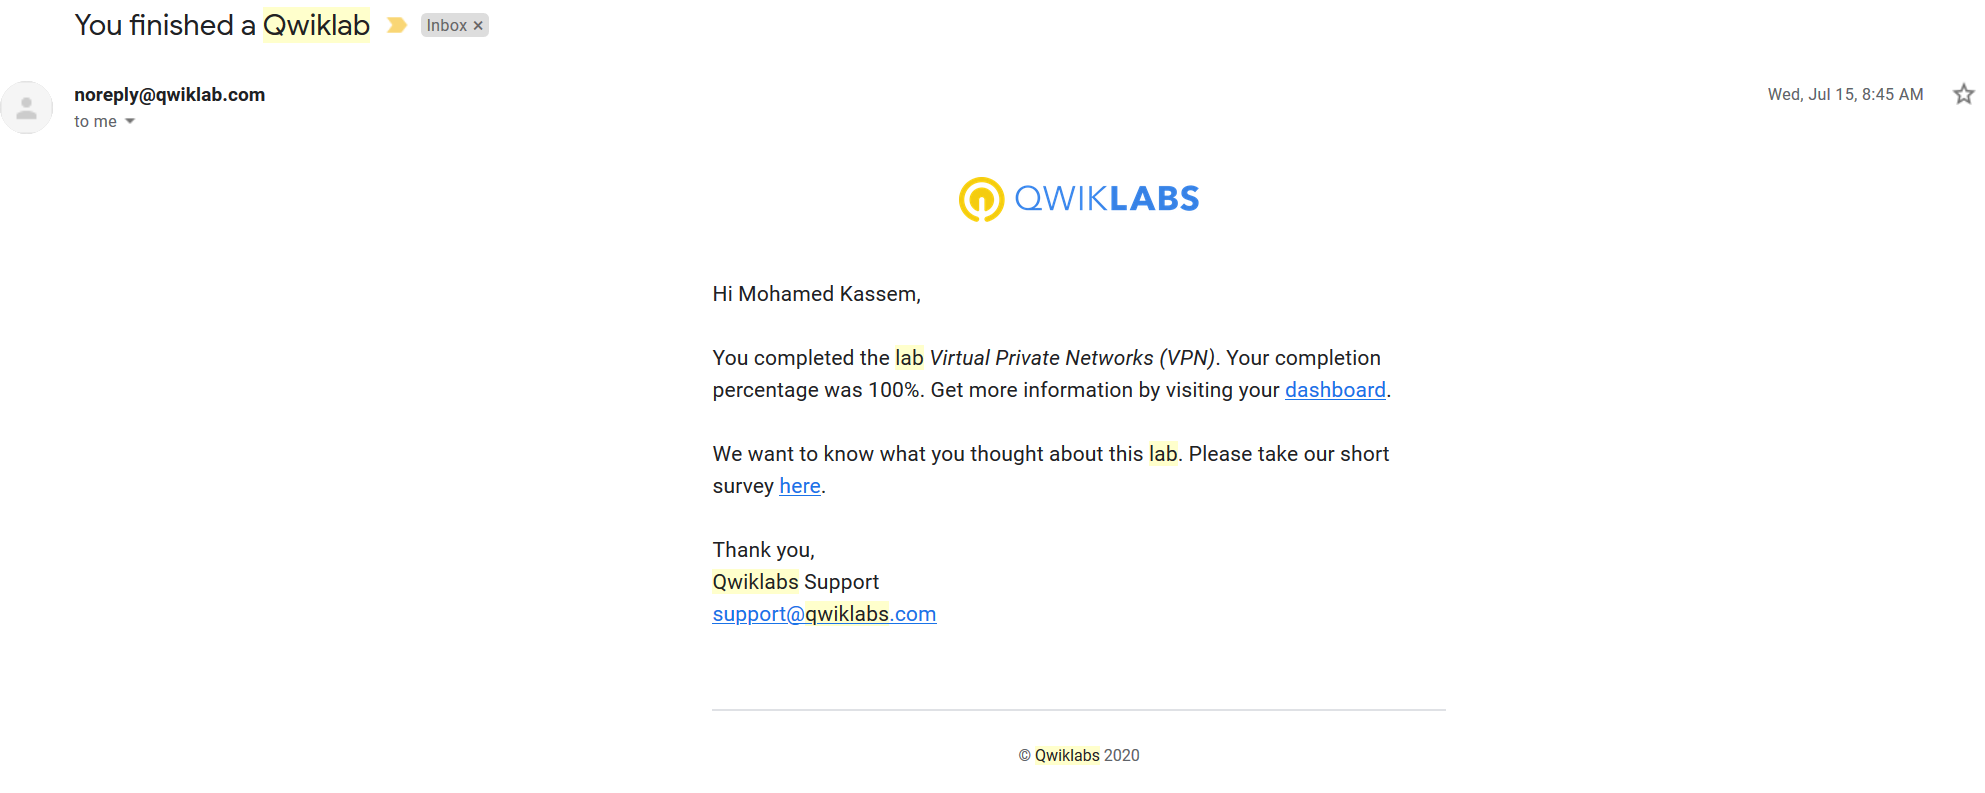 You finished a Qwiklab Inbox ×
noreply@qwiklab.com Wed, Jul 15, 8:45 AM
to me
QWIKLABS
Hi Mohamed Kassem,
You completed the lab Virtual Private Networks (VPN). Your completion
percentage was 100%. Get more information by visiting your dashboard.
We want to know what you thought about this lab. Please take our short
survey here.
Thank you,
Qwiklabs Support
support@qwiklabs.com
© Qwiklabs 2020